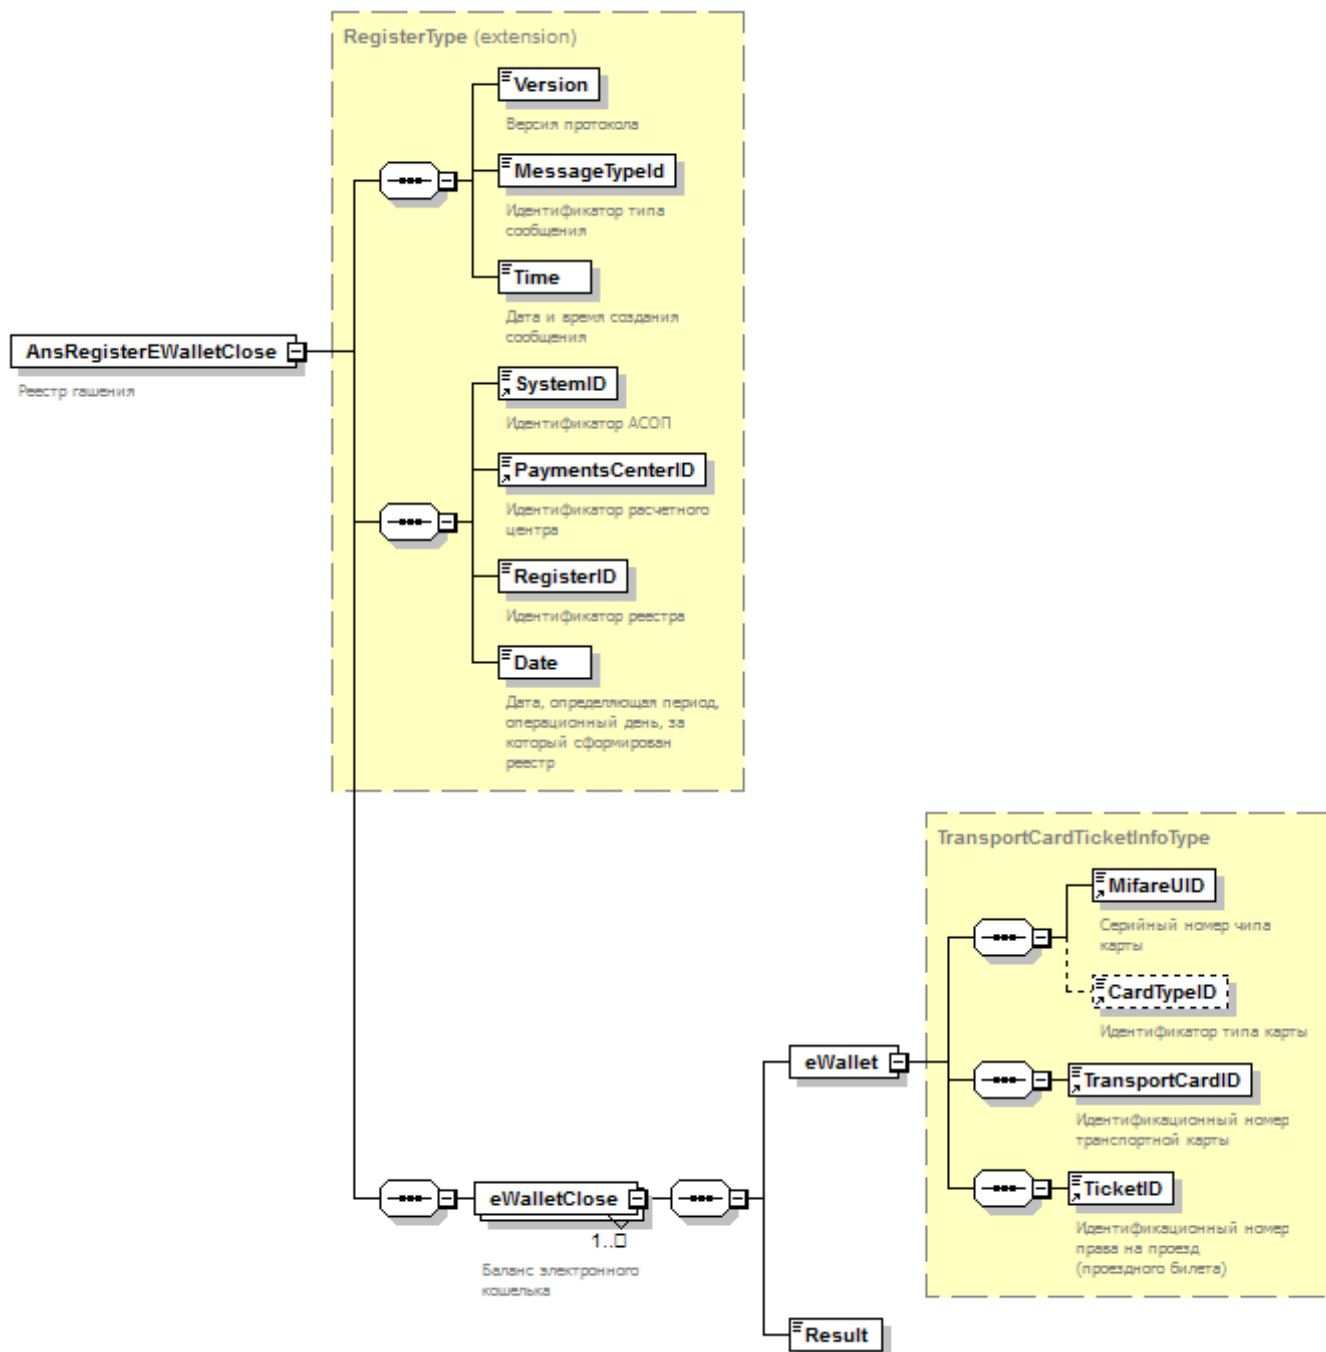 RegisterType (extension)
Version
Версия протокола
MessageTypeId
Идентификатор типа
сообщения
Time
Дата и время создания
сообщения
AnsRegisterEWalletClose
Реестр гашения
SystemID
Идентификатор АСОП
PaymentsCenterID
Идентификатор расчетного
центра
RegisterID
Идентификатор реестра
Date
Дата, определяющая период,
операционный день, за
который сформирован
реестр
TransportCardTicketInfoType
MifareUID
Серийный номер чипа
карты
CardTypeID
Идентификатор типа карты
eWallet
TransportCardID
Идентификационный номер
транспортной карты
TicketID
Идентификационный номер
права на проезд
(проездного билета)
eWalletClose
1..□
Баланс электронного
кошелька
Result